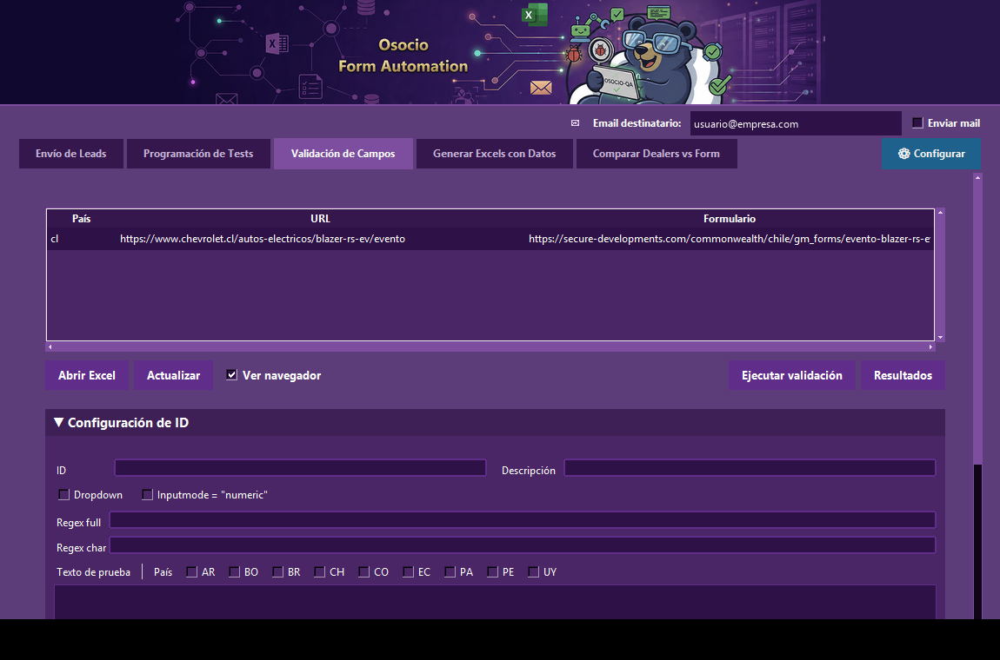 Osocio
Form Automation
OSOCIO-QA
Email destinatario: usuario@empresa.com Enviar mail
Envío de Leads Programación de Tests Validación de Campos Generar Excels con Datos Comparar Dealers vs Form Configurar
País URL Formulario
cl https://www.chevrolet.cl/autos-electricos/blazer-rs-ev/evento https://secure-developments.com/commonwealth/chile/gm_forms/evento-blazer-rs-e
Abrir Excel Actualizar Ver navegador Ejecutar validación Resultados
▼ Configuración de ID
ID Descripción
Dropdown Inputmode = "numeric"
Regex full
Regex char
Texto de prueba País AR BO BR CH CO EC PA PE UY